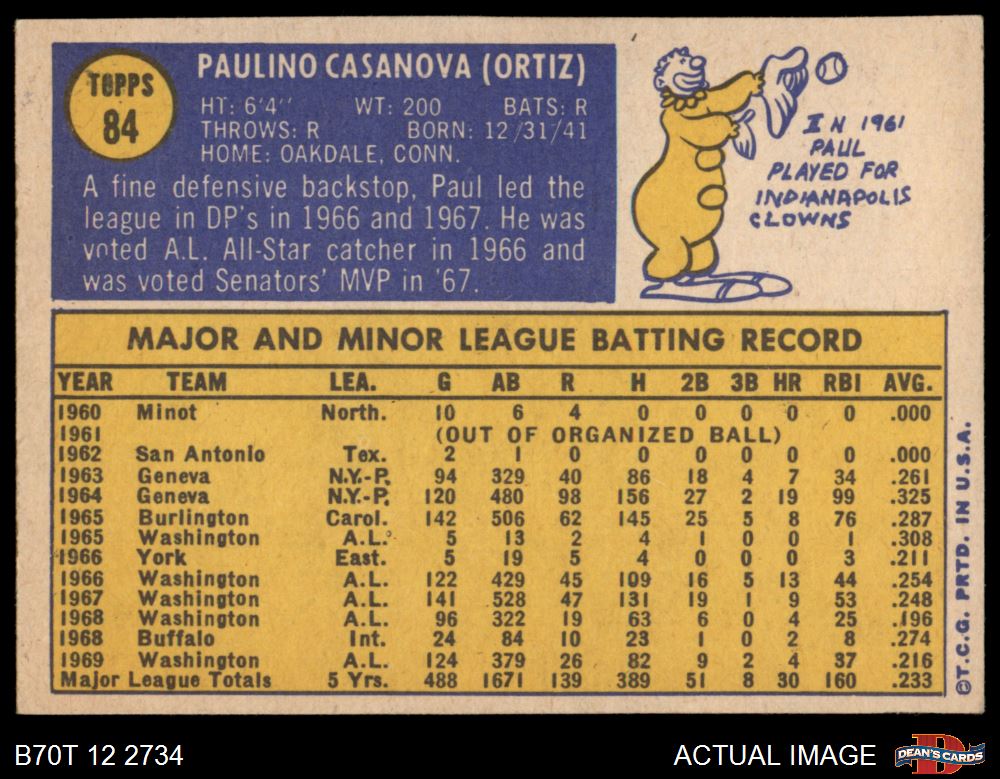 TOPPS
84
PAULINO CASANOVA (ORTIZ)
HT: 6'4" WT: 200 BATS: R
THROWS: R BORN: 12/31/41
HOME: OAKDALE, CONN.
A fine defensive backstop, Paul led the
league in DP's in 1966 and 1967. He was
voted A.L. All-Star catcher in 1966 and
was voted Senators' MVP in '67.
IN 1961
PAUL
PLAYED FOR
INDIANAPOLIS
CLOWNS
MAJOR AND MINOR LEAGUE BATTING RECORD
YEAR TEAM LEA. G AB R H 2B 3B HR RBI AVG.
1960 Minot North. 10 6 4 0 0 0 0 0 .000
1961 (OUT OF ORGANIZED BALL)
1962 San Antonio Tex. 2 1 0 0 0 0 0 0 .000
1963 Geneva N.Y.-P. 94 329 40 86 18 4 7 34 .261
1964 Geneva N.Y.-P. 120 480 98 156 27 2 19 99 .325
1965 Burlington Carol. 142 506 62 145 25 5 8 76 .287
1965 Washington A.L. 5 13 2 4 1 0 0 1 .308
1966 York East. 5 19 5 4 0 0 0 3 .211
1966 Washington A.L. 122 429 45 109 16 5 13 44 .254
1967 Washington A.L. 141 528 47 131 19 1 9 53 .248
1968 Washington A.L. 96 322 19 63 6 0 4 25 .196
1968 Buffalo Int. 24 84 10 23 1 0 2 8 .274
1969 Washington A.L. 124 379 26 82 9 2 4 37 .216
Major League Totals 5 Yrs. 488 1671 139 389 51 8 30 160 .233
©T.C.G. PRTD. IN U.S.A.
B70T 12 2734
ACTUAL IMAGE
DEAN'S CARDS